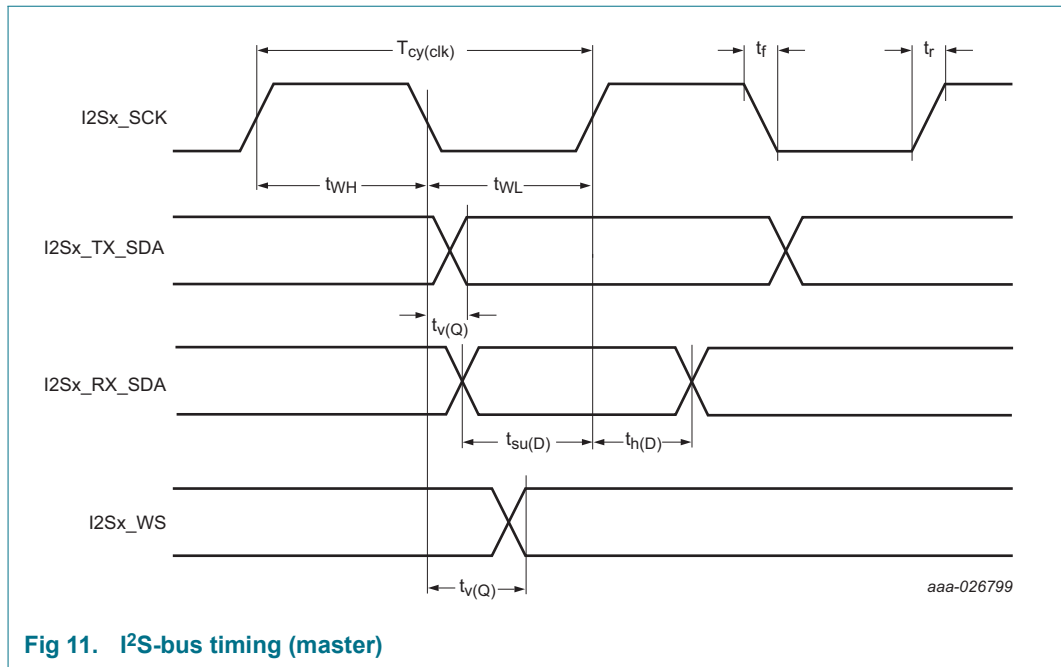 Tcy(clk)
tf
tr
I2Sx_SCK
tWH
tWL
I2Sx_TX_SDA
tv(Q)
I2Sx_RX_SDA
tsu(D)
th(D)
I2Sx_WS
tv(Q)
aaa-026799
Fig 11. I2S-bus timing (master)